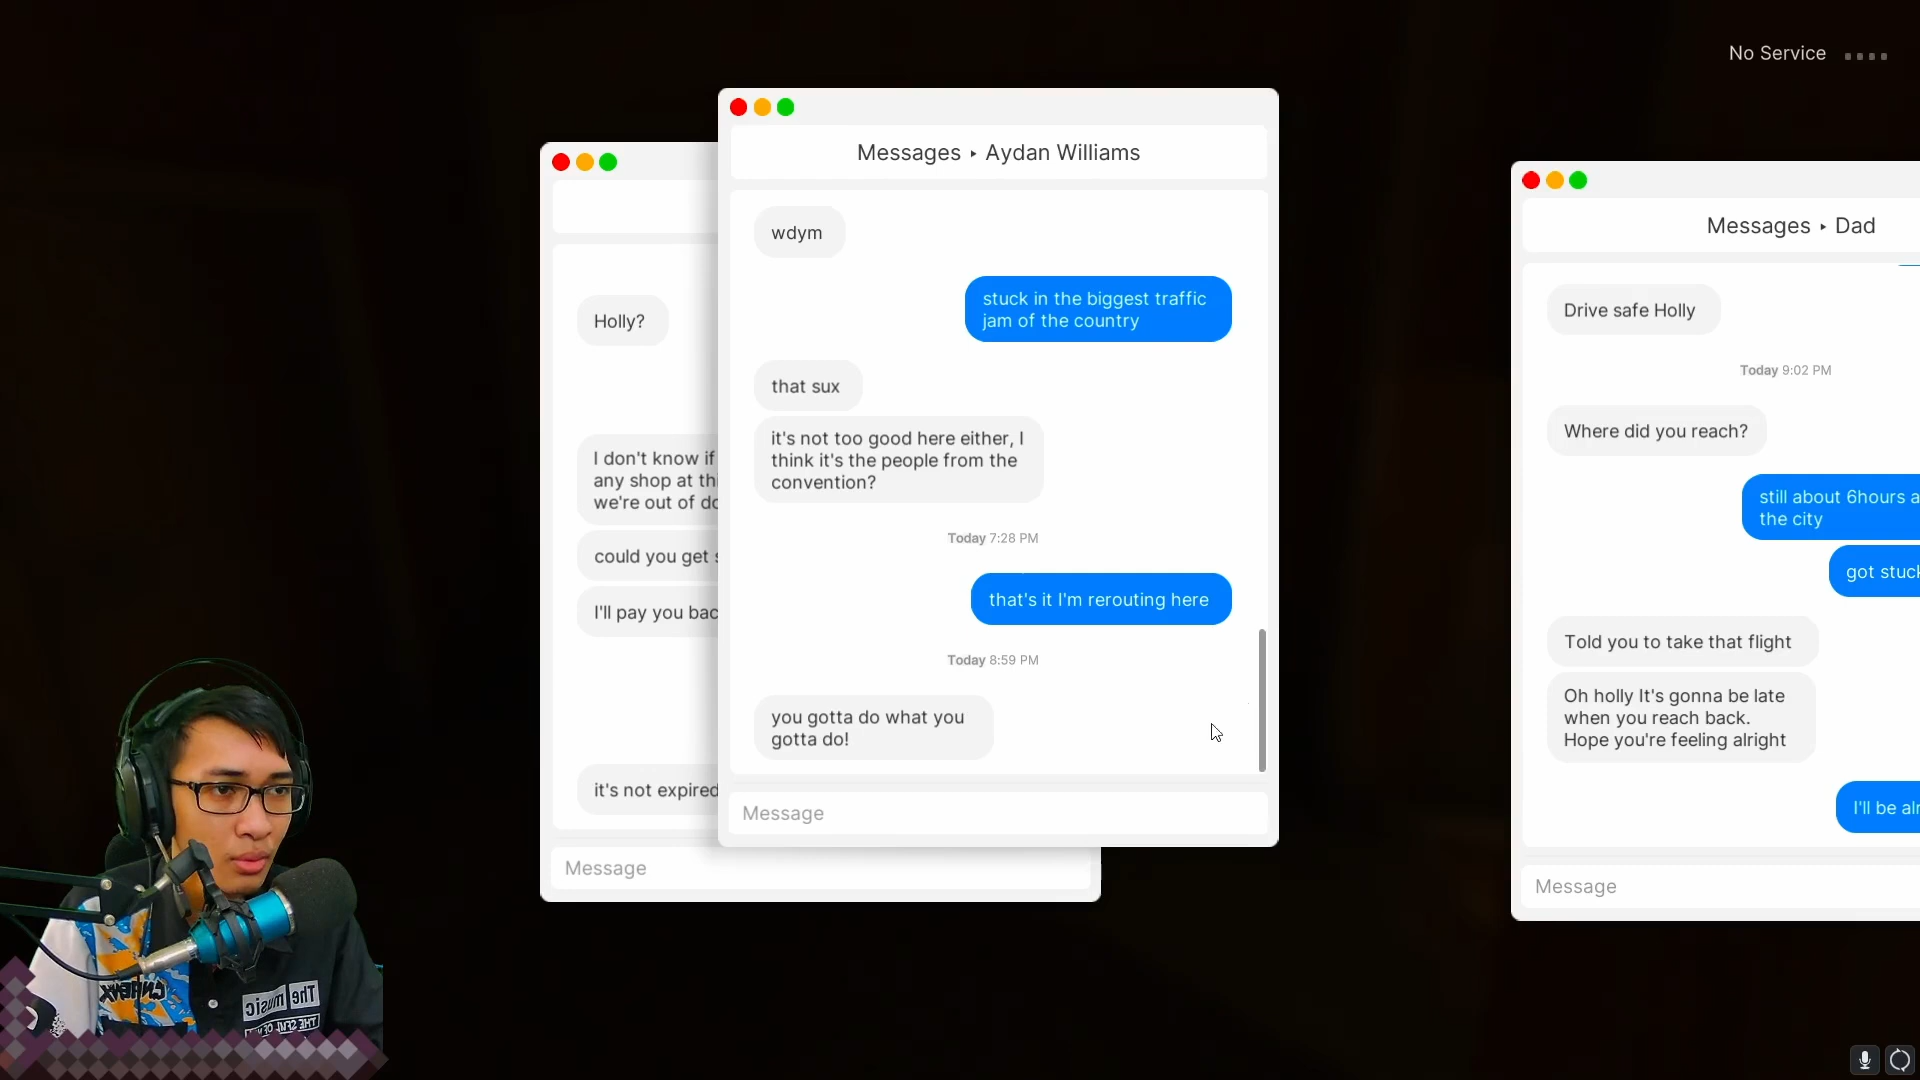 No Service
Messages ▸ Aydan Williams
wdym
stuck in the biggest traffic
jam of the country
that sux
it's not too good here either, I
think it's the people from the
convention?
Today 7:28 PM
that's it I'm rerouting here
Today 8:59 PM
you gotta do what you
gotta do!
Message
Holly?
I don't know if
any shop at
we're out of
could you get
I'll pay you
it's not expired
Message
Messages ▸ Dad
Drive safe Holly
Today 9:02 PM
Where did you reach?
still about 6hours
the city
got
Told you to take that flight
Oh holly It's gonna be late
when you reach back.
Hope you're feeling alright
I'll be
Message
The music